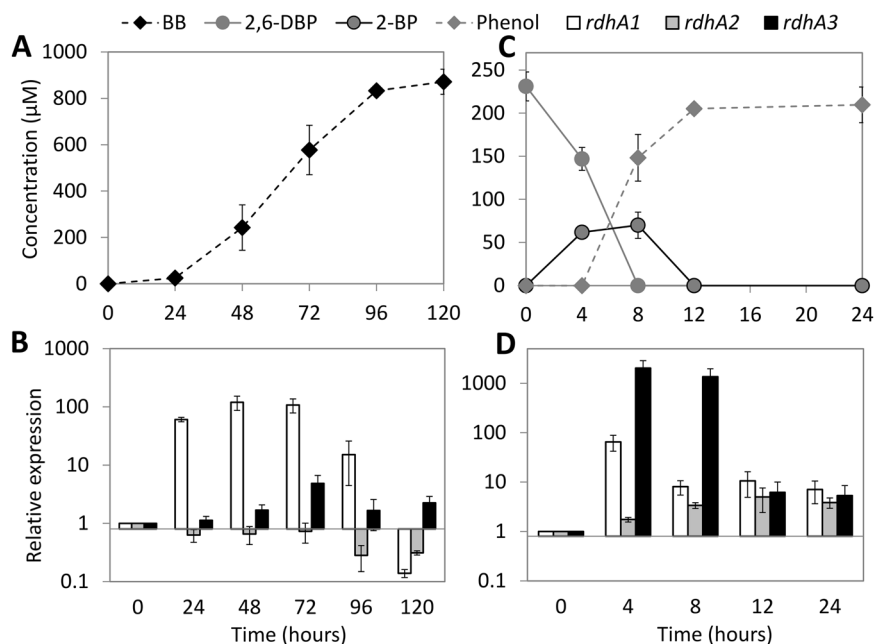 BB 2,6-DBP 2-BP Phenol rdhA1 rdhA2 rdhA3
A
Concentration (µM)
1000
800
600
400
200
0
0 24 48 72 96 120
C
250
200
150
100
50
0
0 4 8 12 16 20 24
B
Relative expression
1000
100
10
1
0.1
0 24 48 72 96 120
Time (hours)
D
1000
100
10
1
0.1
0 4 8 12 24
Time (hours)